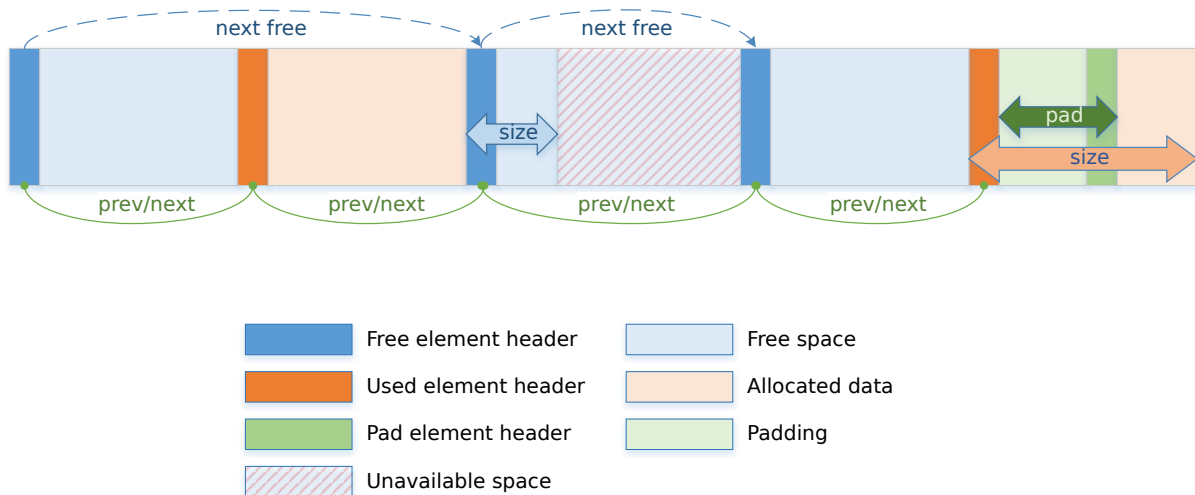 next free
next free
size
pad
size
prev/next
prev/next
prev/next
prev/next
Free element header
Free space
Used element header
Allocated data
Pad element header
Padding
Unavailable space